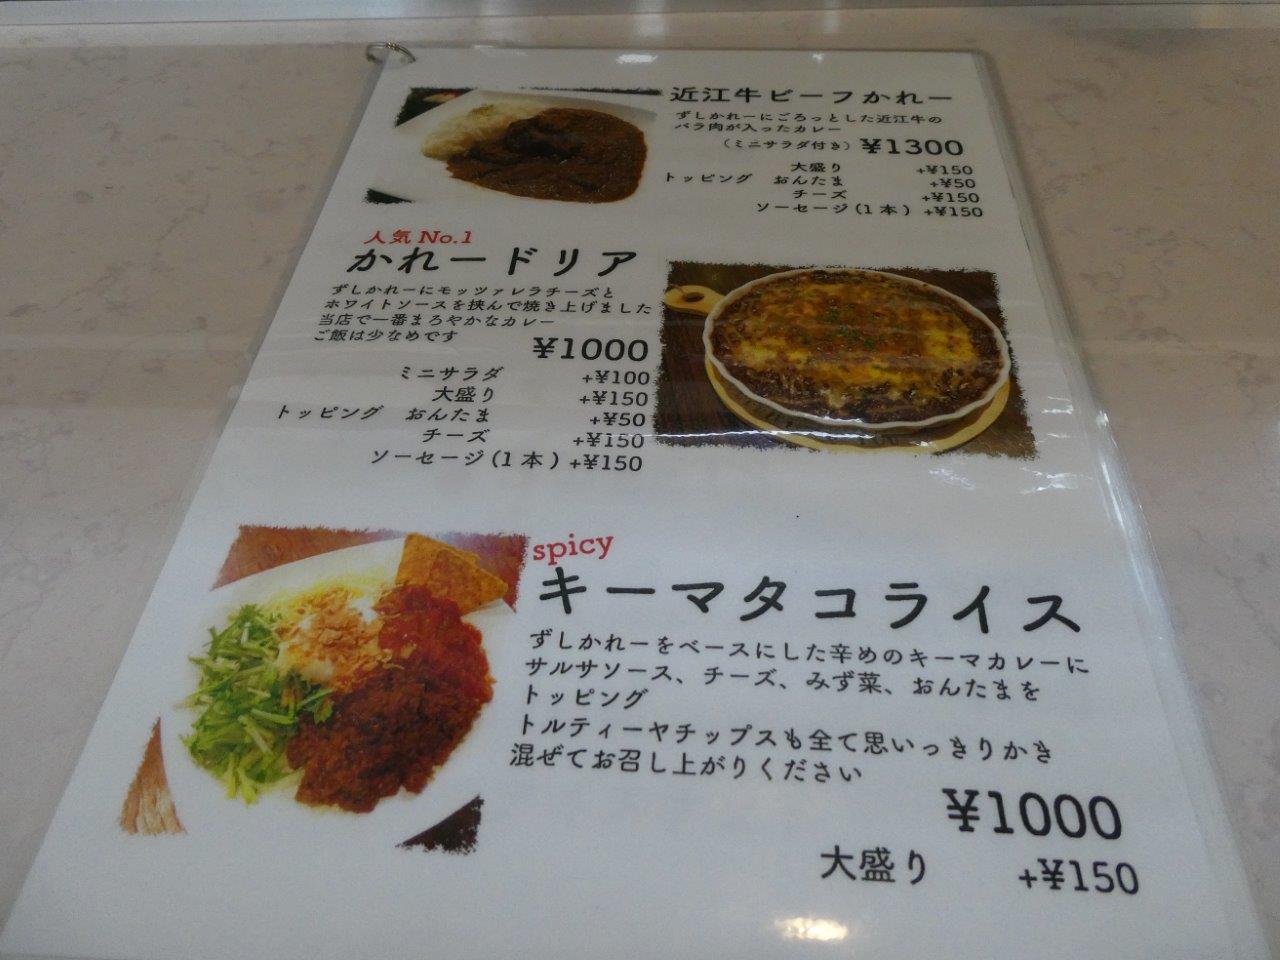 近江牛ビーフかれー
ずしかれーにごろっとした近江牛の
バラ肉が入ったカレー
（ミニサラダ付き）¥1300
大盛り +¥150
トッピング おんたま +¥50
チーズ +¥150
ソーセージ(1本) +¥150
人気No.1
かれードリア
ずしかれーにモッツァレラチーズと
ホワイトソースを挟んで焼き上げました
当店で一番まろやかなカレー
ご飯は少なめです
¥1000
ミニサラダ +¥100
大盛り +¥150
トッピング おんたま +¥50
チーズ +¥150
ソーセージ(1本) +¥150
spicy
キーマタコライス
ずしかれーをベースにした辛めのキーマカレーに
サルサソース、チーズ、みず菜、おんたまを
トッピング
トルティーヤチップスも全て思いっきりかき
混ぜてお召し上がりください
¥1000
大盛り +¥150